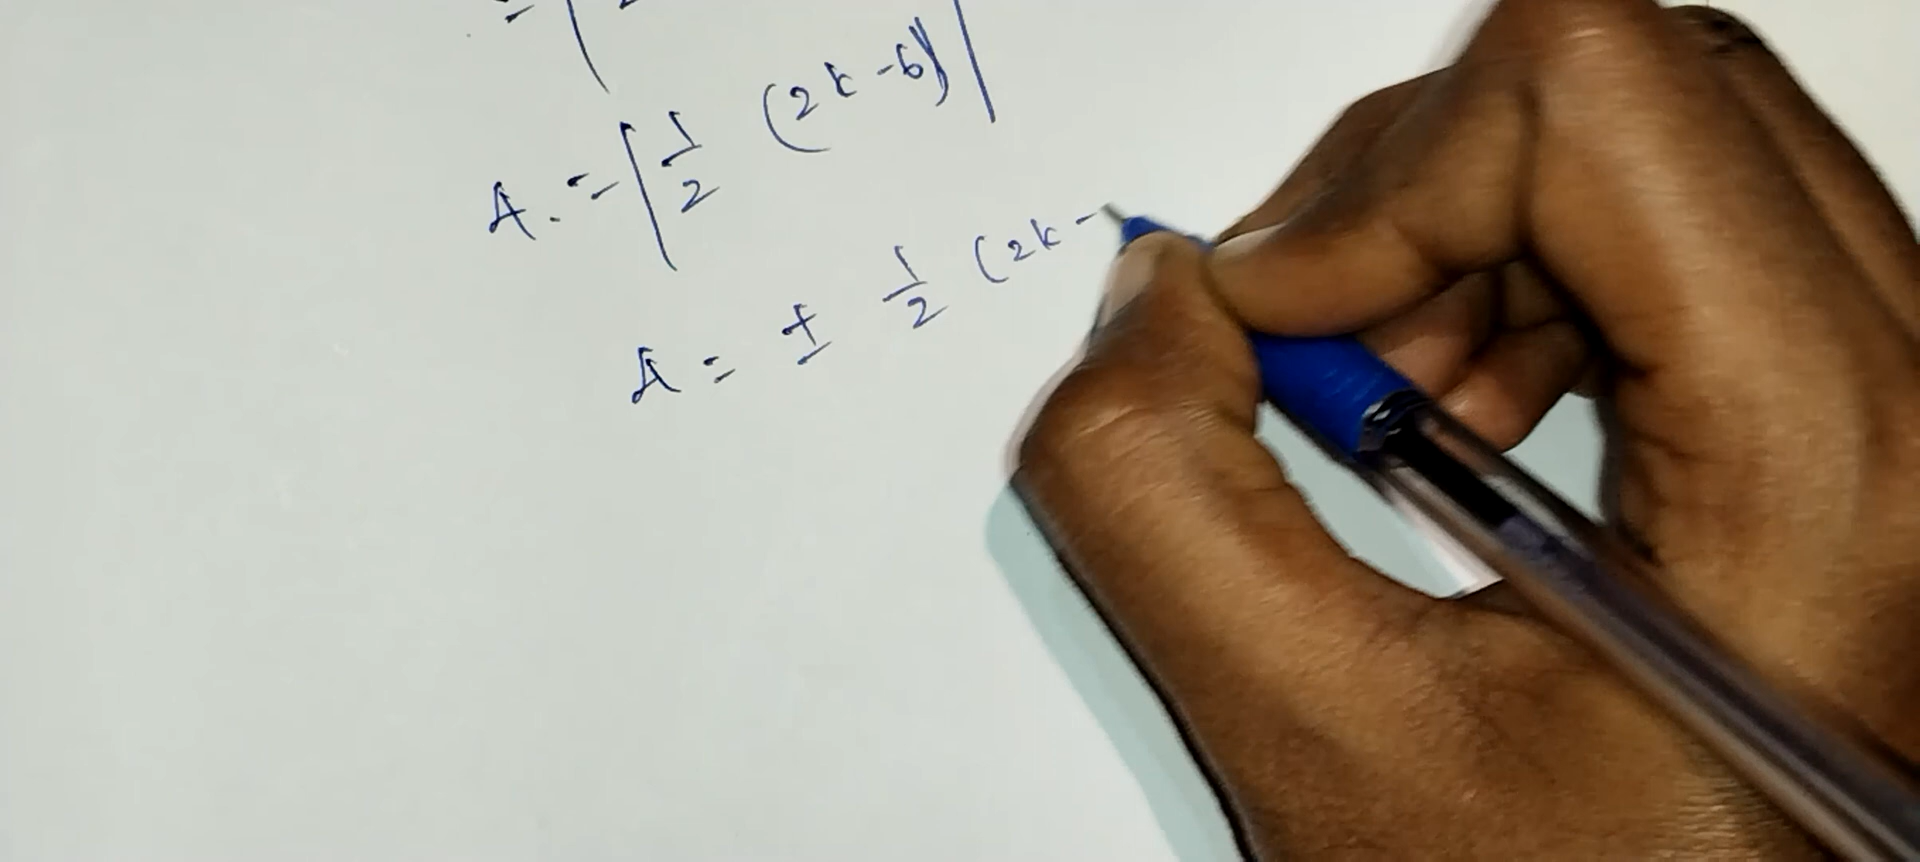 A. = | 1/2 (2k - 6) |
A = ± 1/2 (2k -